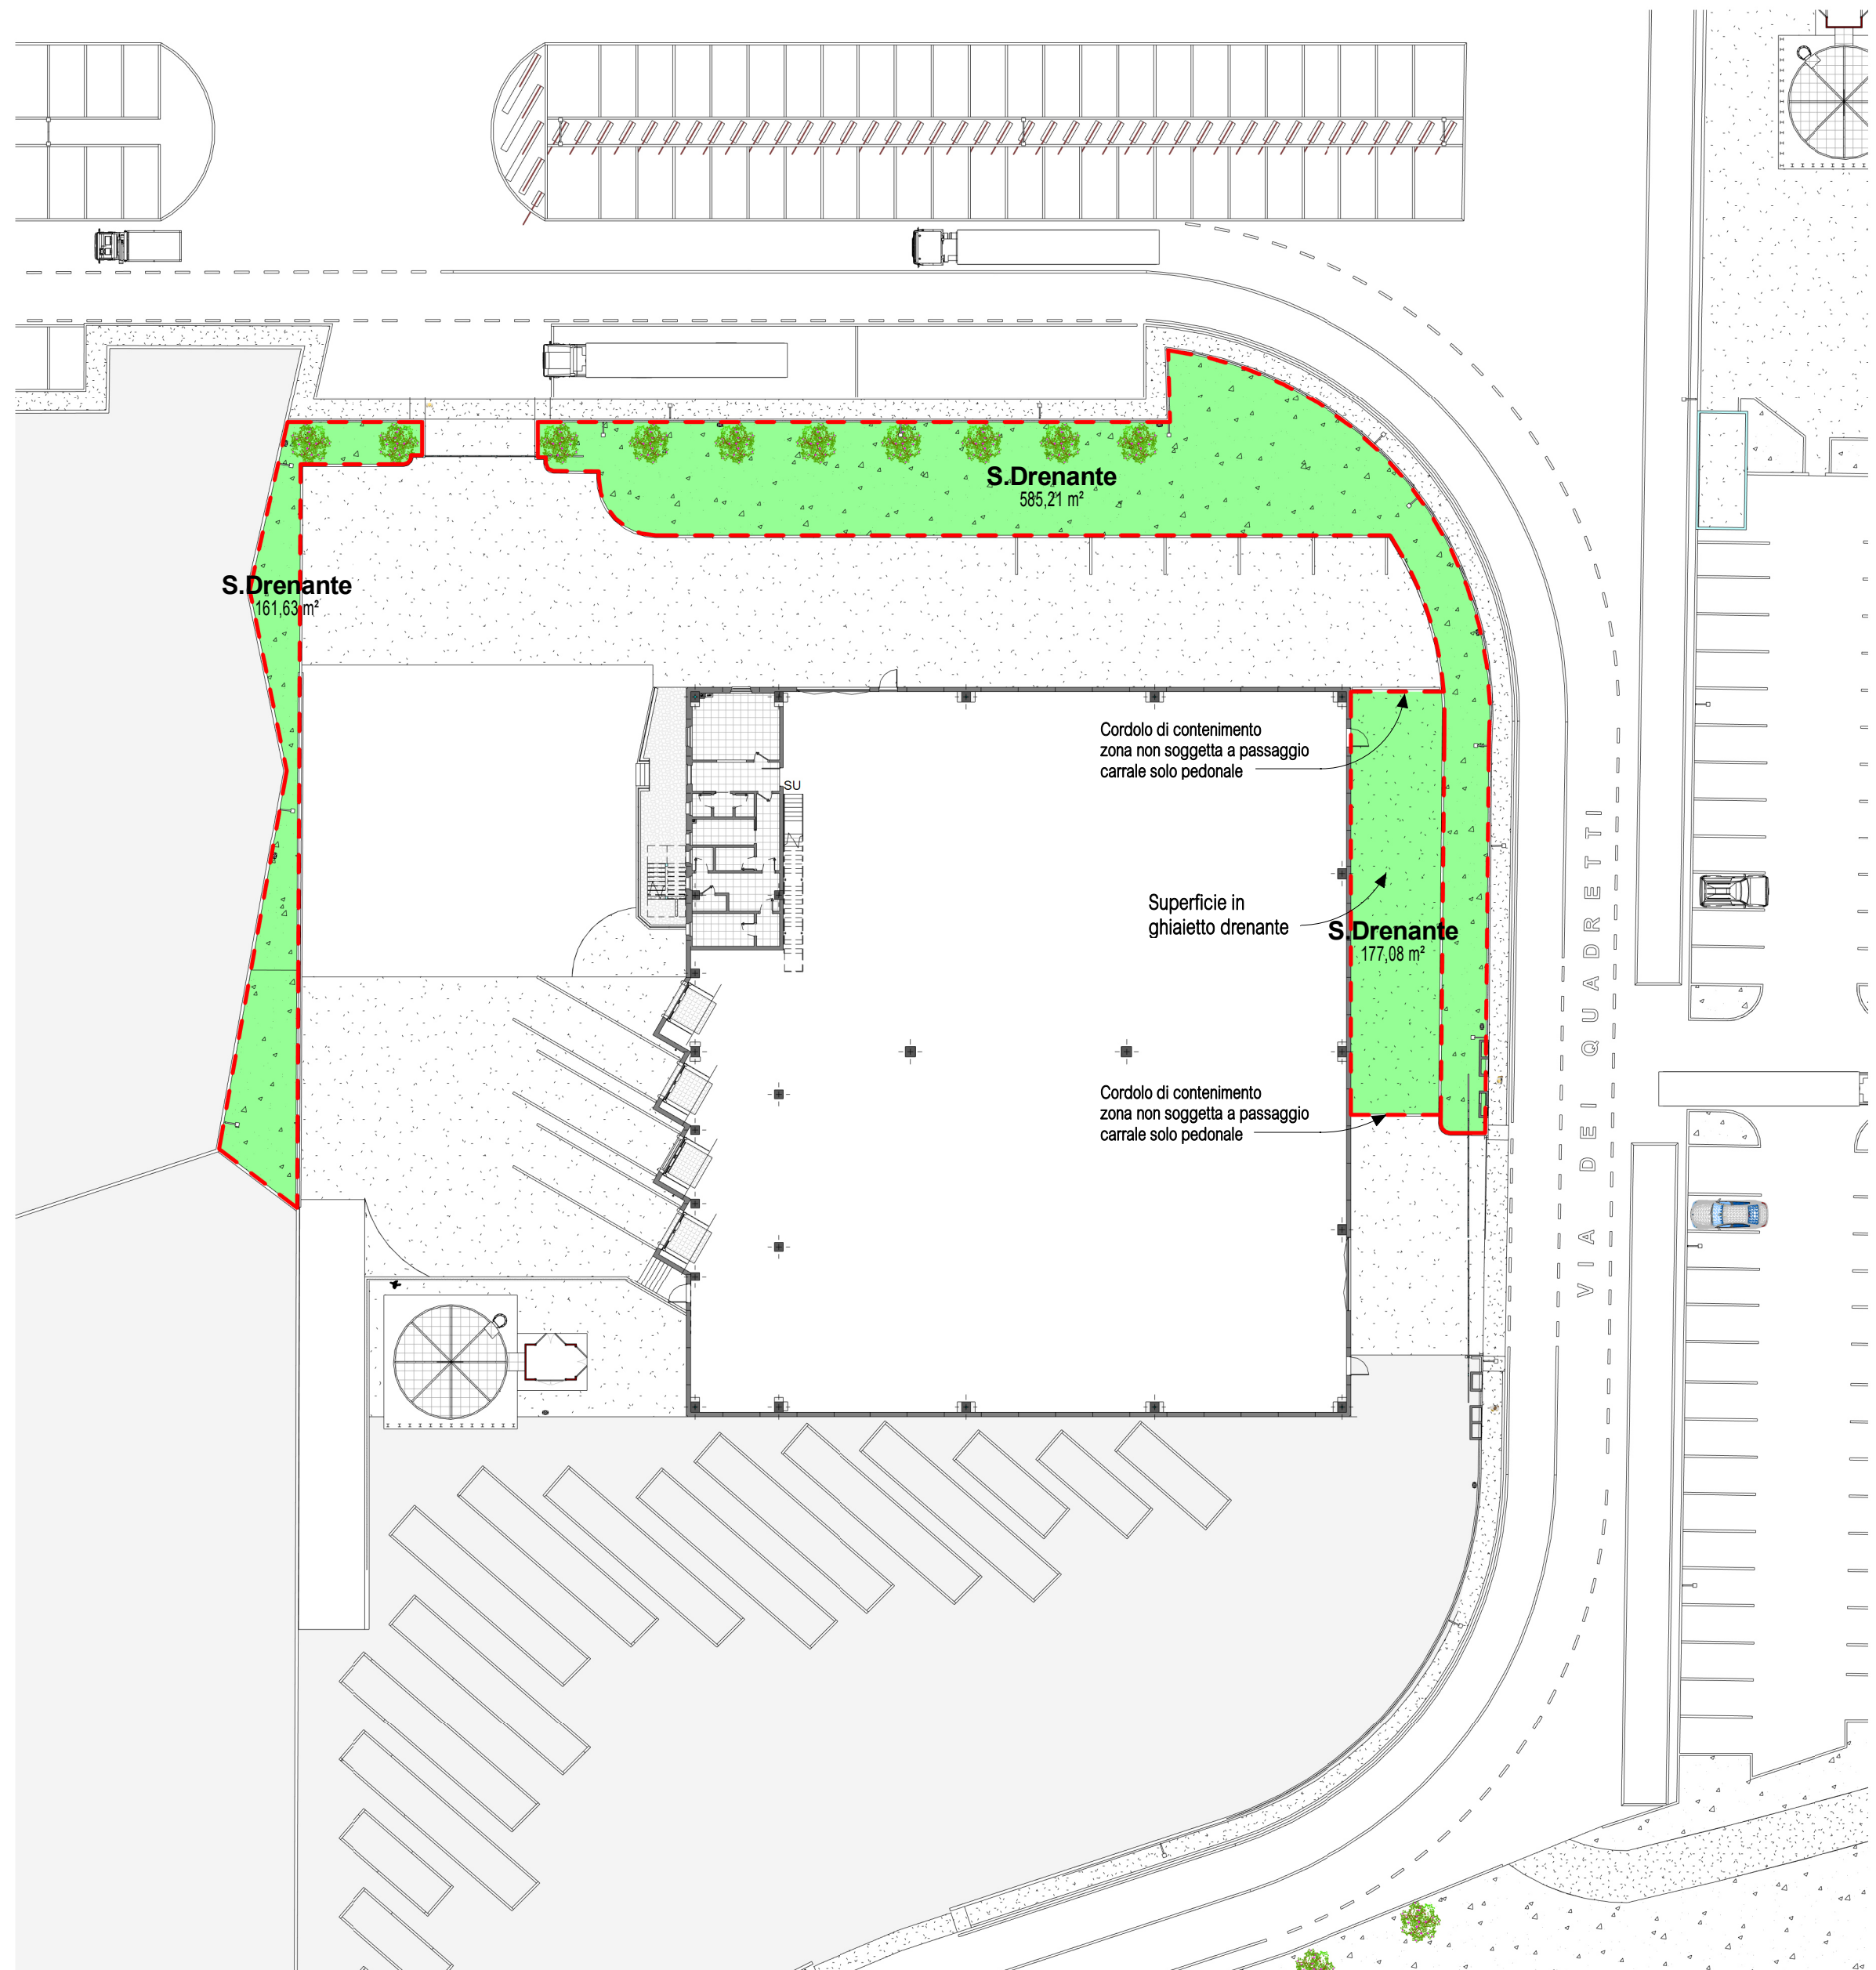 S.Drenante
585,21 m²
S.Drenante
161,63 m²
Cordolo di contenimento
zona non soggetta a passaggio
carrale solo pedonale
SU
Superficie in
ghiaietto drenante
S.Drenante
177,08 m²
Cordolo di contenimento
zona non soggetta a passaggio
carrale solo pedonale
VIA DEI QUADRETTI